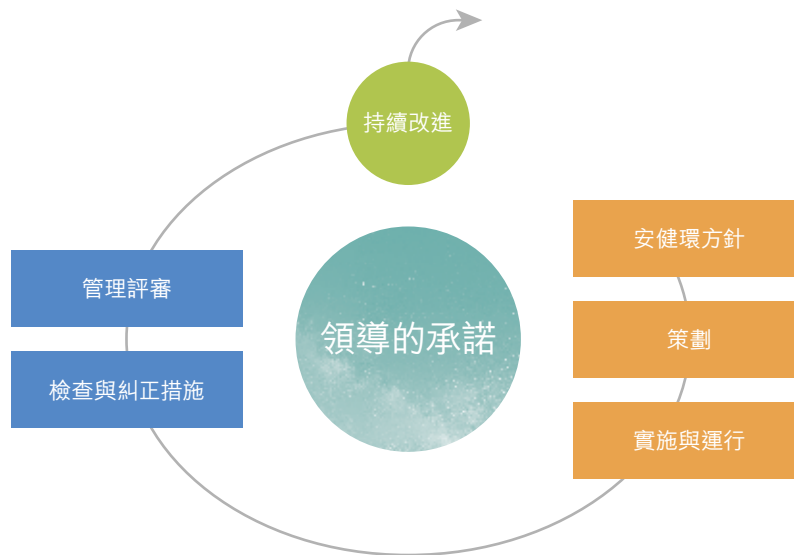 持續改進
安健環方針
管理評審
領導的承諾
策劃
檢查與糾正措施
實施與運行